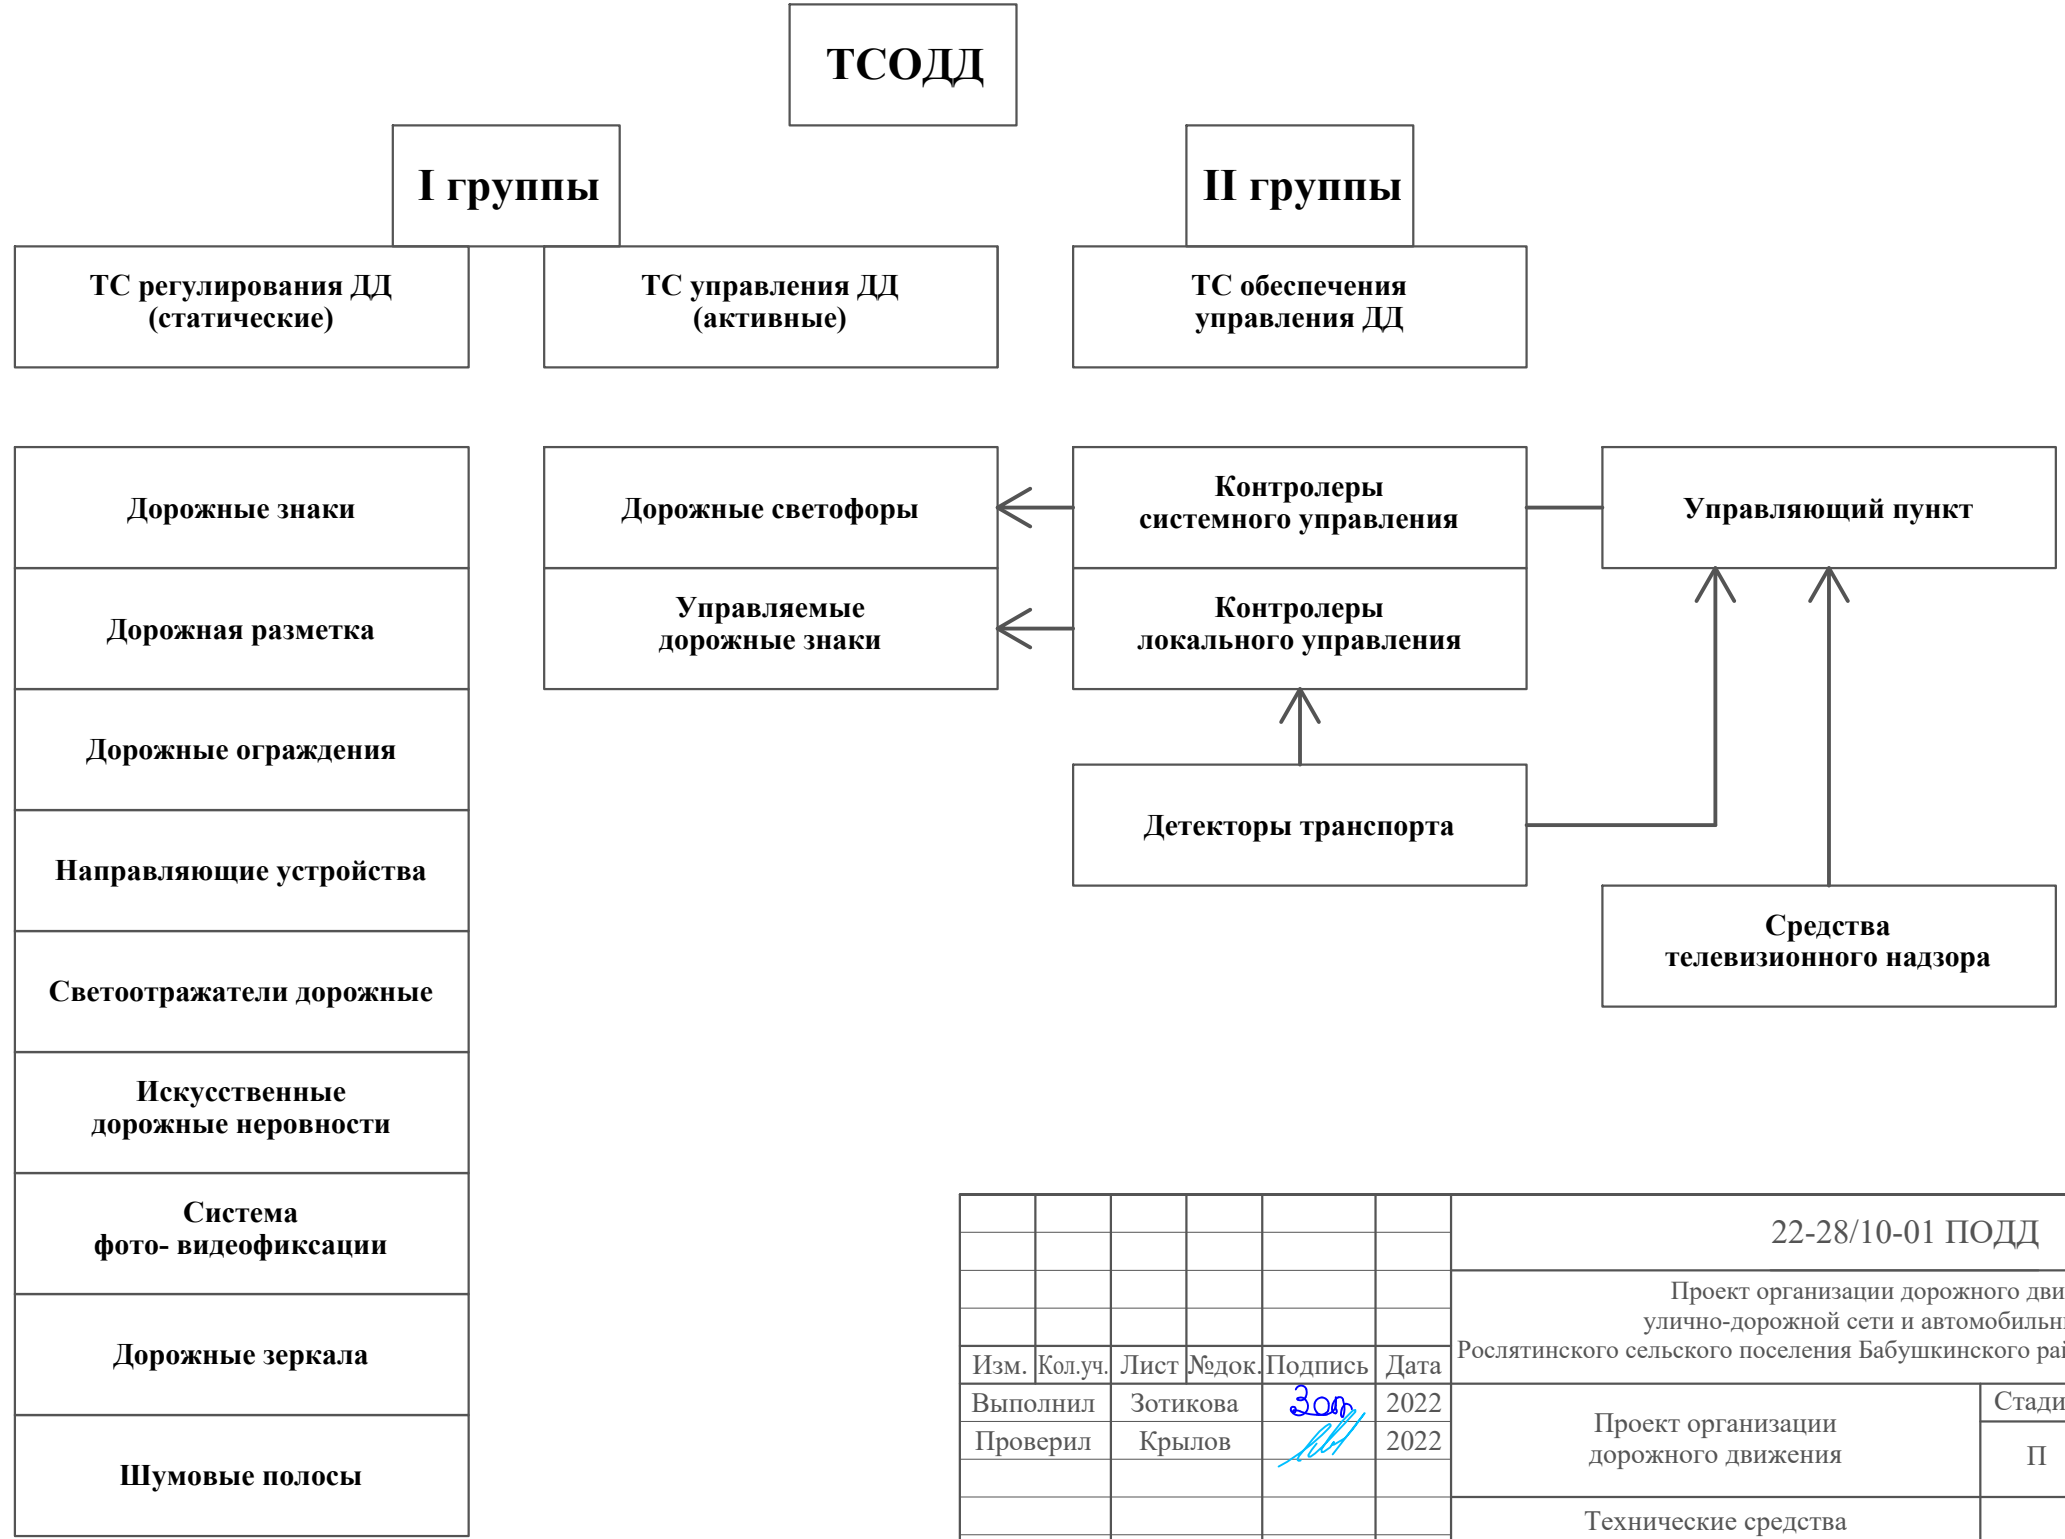 ТСОДД
I группы
II группы
ТС регулирования ДД
(статические)
ТС управления ДД
(активные)
ТС обеспечения
управления ДД
Дорожные знаки
Дорожная разметка
Дорожные ограждения
Направляющие устройства
Светоотражатели дорожные
Искусственные
дорожные неровности
Система
фото- видеофиксации
Дорожные зеркала
Шумовые полосы
Дорожные светофоры
Управляемые
дорожные знаки
Контролеры
системного управления
Контролеры
локального управления
Детекторы транспорта
Управляющий пункт
Средства
телевизионного надзора
22-28/10-01 ПОДД
Проект организации дорожного дви
улично-дорожной сети и автомобильн
Рослятинского сельского поселения Бабушкинского рай
Изм. Кол.уч. Лист №док. Подпись Дата
Выполнил Зотикова Зот 2022
Проверил Крылов 2022
Проект организации
дорожного движения
Стади
П
Технические средства